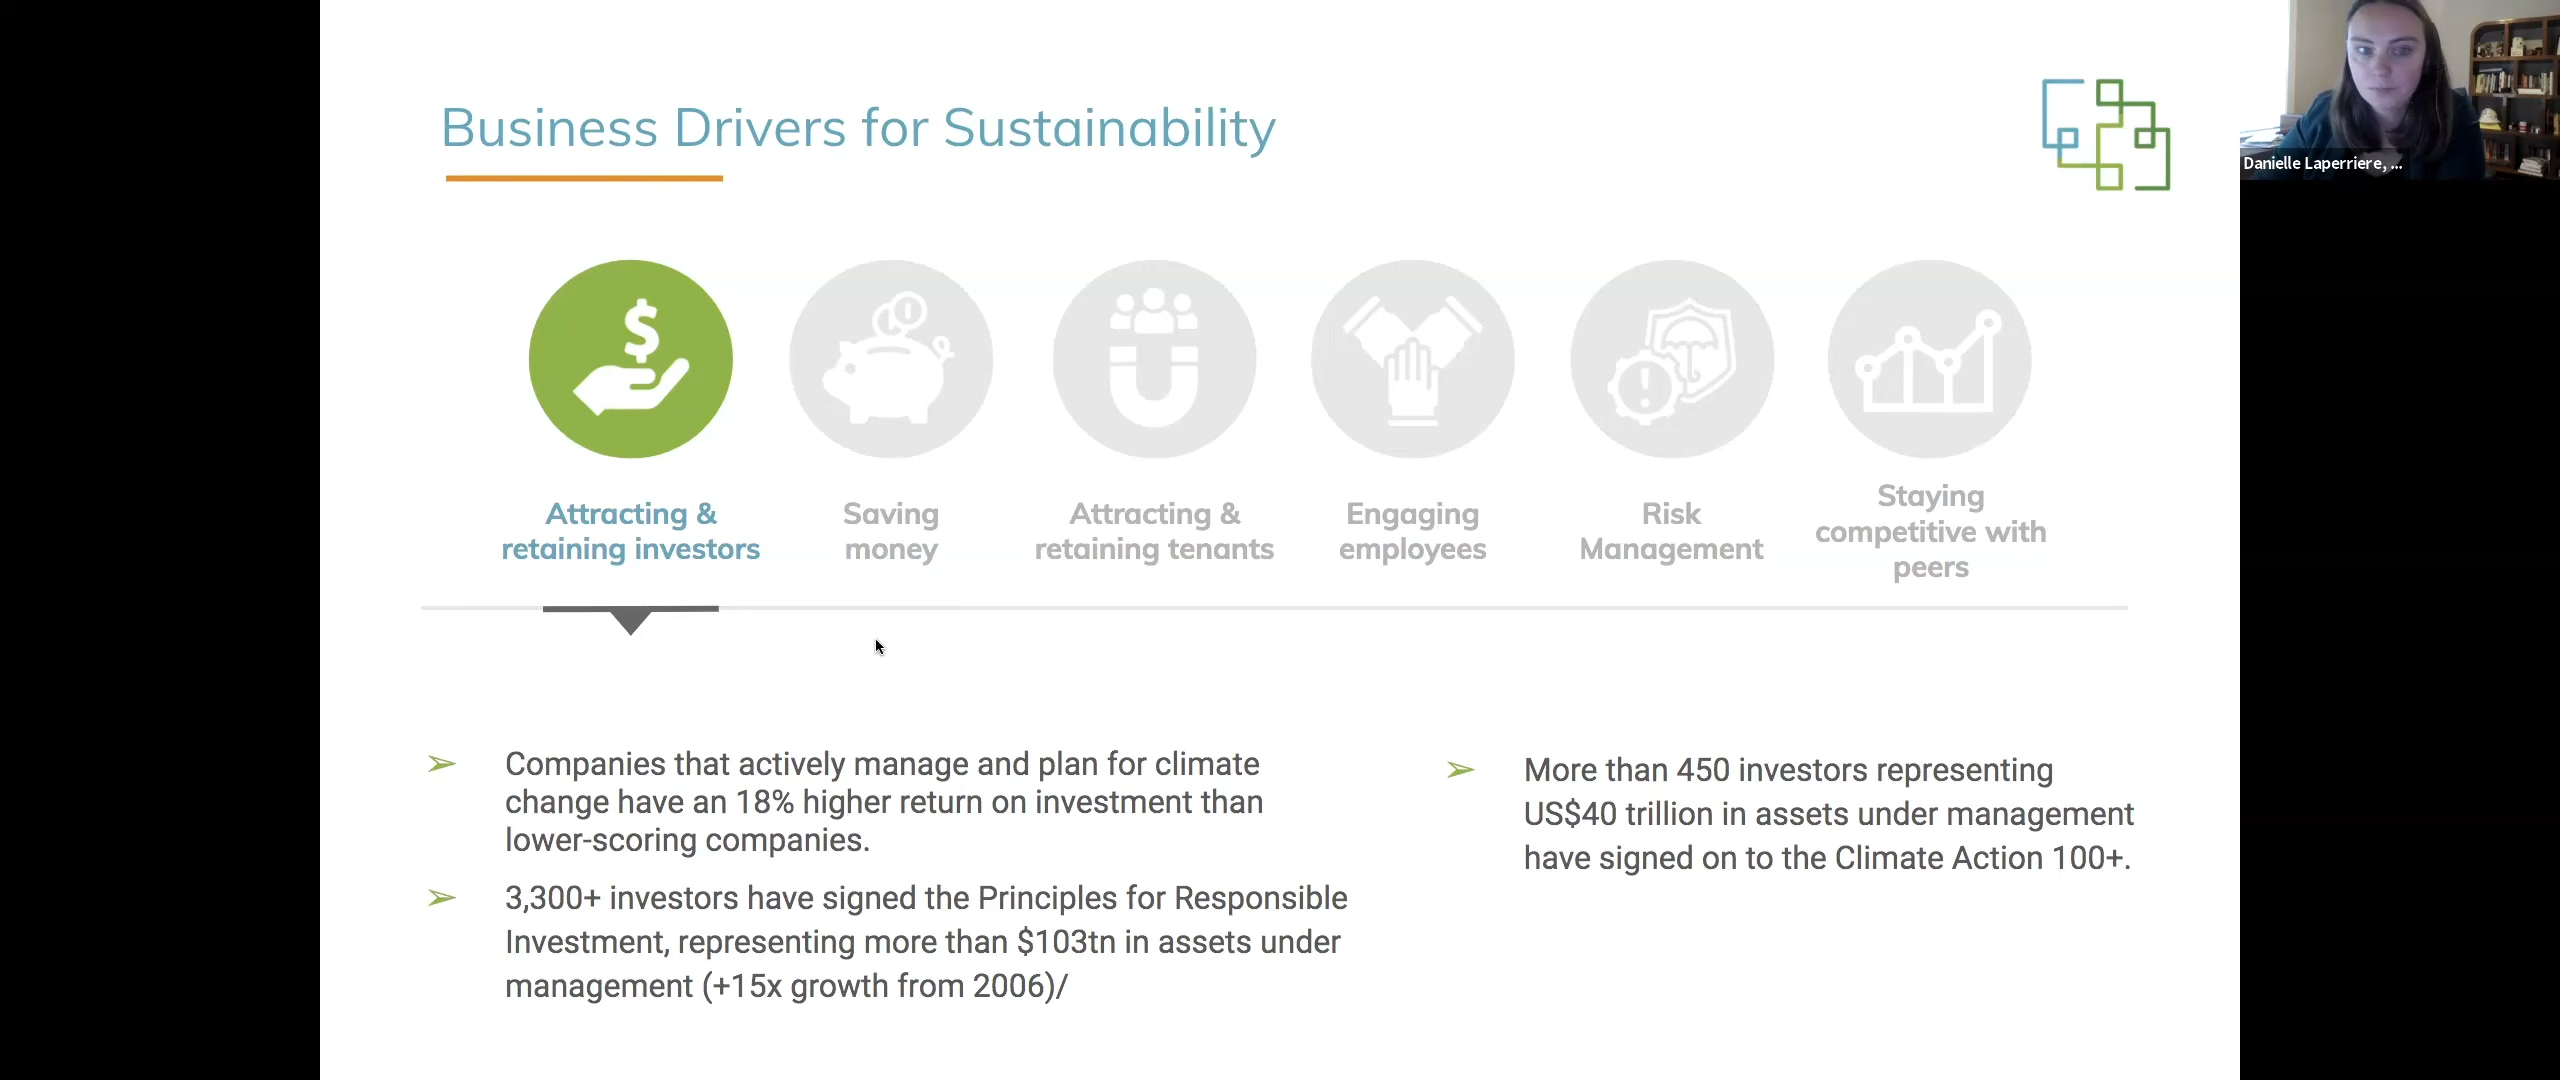 Business Drivers for Sustainability
Danielle Laperriere, ...
$
Attracting &
retaining investors
Saving
money
Attracting &
retaining tenants
Engaging
employees
Risk
Management
Staying
competitive with
peers
➢ Companies that actively manage and plan for climate
change have an 18% higher return on investment than
lower-scoring companies.
➢ 3,300+ investors have signed the Principles for Responsible
Investment, representing more than $103tn in assets under
management (+15x growth from 2006)/
➢ More than 450 investors representing
US$40 trillion in assets under management
have signed on to the Climate Action 100+.